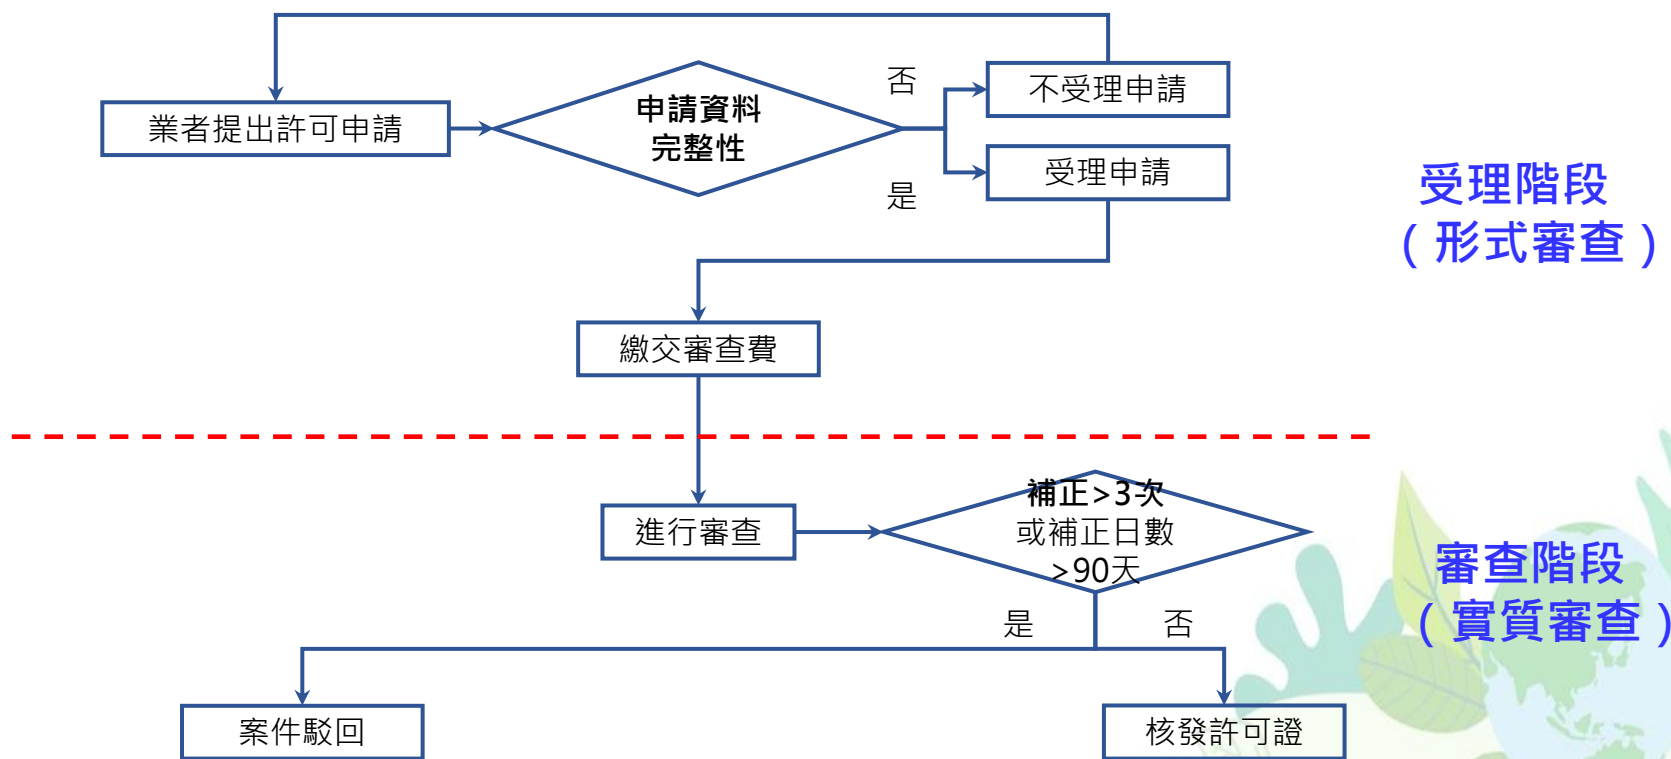 否
不受理申請
業者提出許可申請
申請資料
完整性
受理申請
是
受理階段
（形式審查）
繳交審查費
補正>3次
或補正日數
>90天
進行審查
審查階段
（實質審查）
是
否
案件駁回
核發許可證